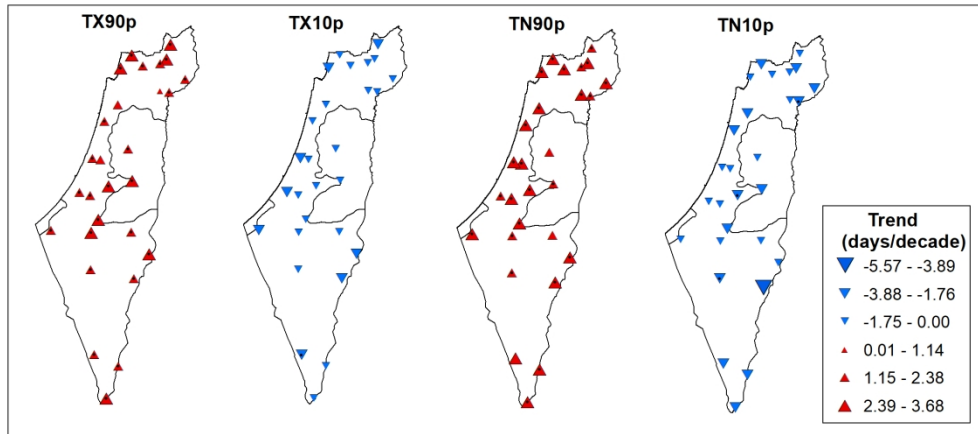 TX90p
TX10p
TN90p
TN10p
Trend
(days/decade)
-5.57 - -3.89
-3.88 - -1.76
-1.75 - 0.00
0.01 - 1.14
1.15 - 2.38
2.39 - 3.68